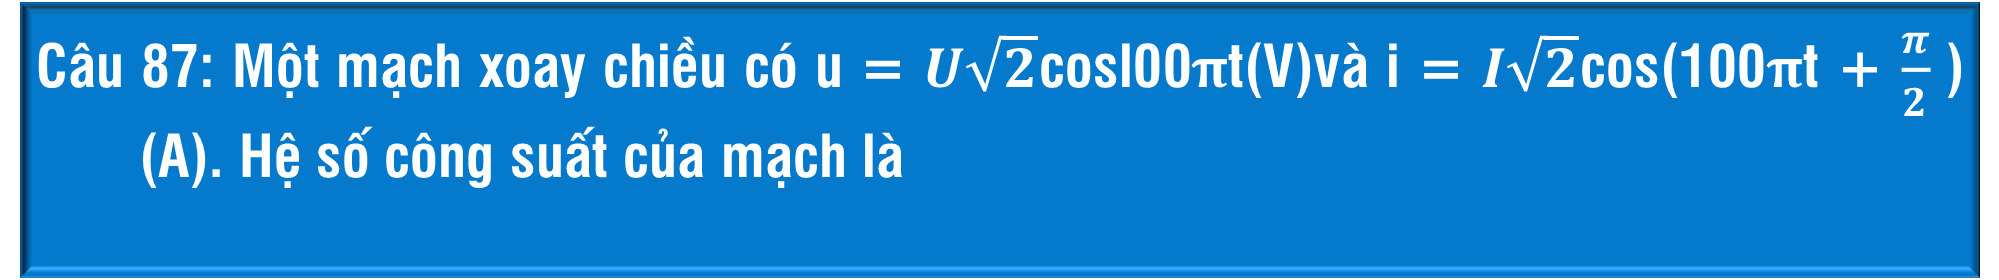 Câu 87: Một mạch xoay chiều có u = U√2cosl00πt(V)và i = I√2cos(100πt + π/2 )
(A). Hệ số công suất của mạch là